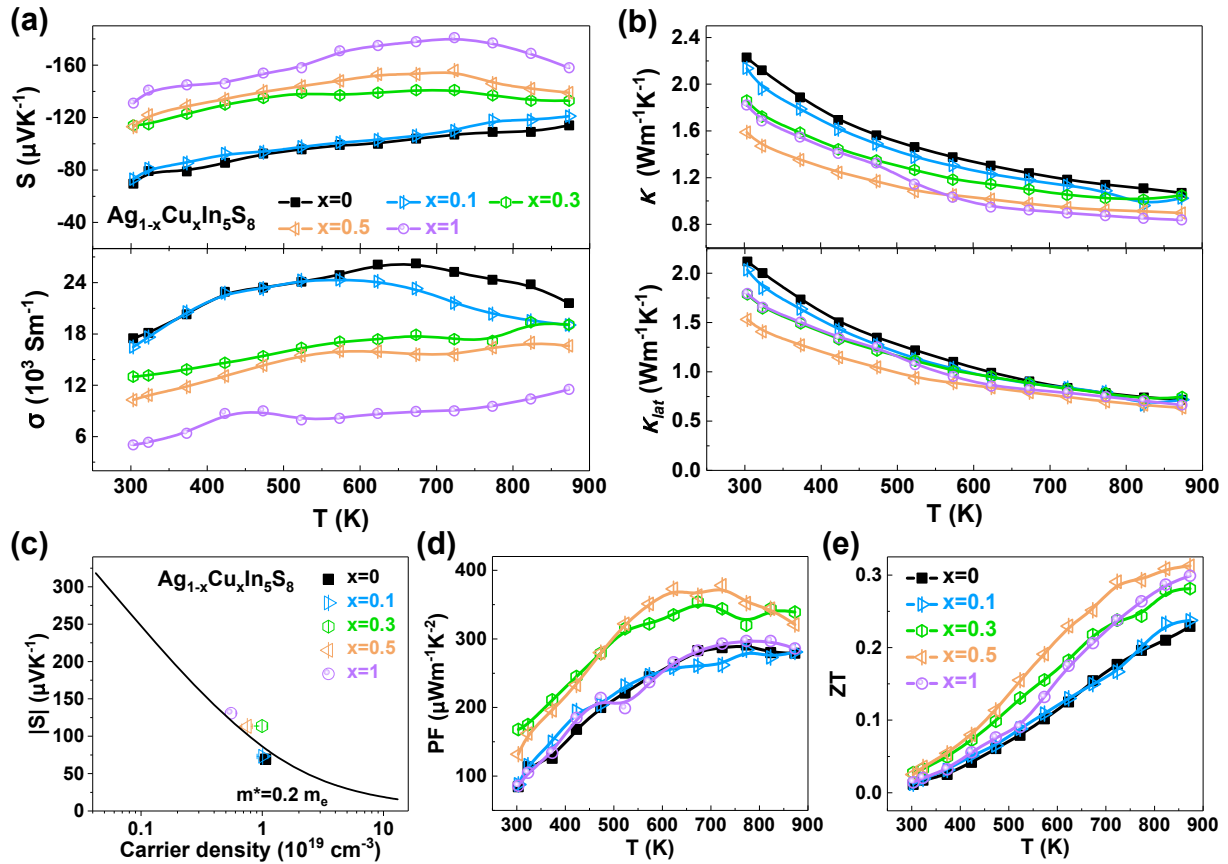 (a)
S (μVK⁻¹)
-160
-120
-80
-40
Ag₁₋ₓCuₓIn₅S₈
x=0
x=0.1
x=0.3
x=0.5
x=1
σ (10³ Sm⁻¹)
24
18
12
6
300 400 500 600 700 800 900
T (K)
(b)
κ (Wm⁻¹K⁻¹)
2.4
2.0
1.6
1.2
0.8
κlat (Wm⁻¹K⁻¹)
2.0
1.5
1.0
0.5
0.0
300 400 500 600 700 800 900
T (K)
(c)
|S| (μVK⁻¹)
300
250
200
150
100
50
0
Ag₁₋ₓCuₓIn₅S₈
x=0
x=0.1
x=0.3
x=0.5
x=1
m*=0.2 mₑ
0.1 1 10
Carrier density (10¹⁹ cm⁻³)
(d)
PF (μWm⁻¹K⁻²)
400
300
200
100
300 400 500 600 700 800 900
T (K)
(e)
ZT
0.3
0.2
0.1
0.0
x=0
x=0.1
x=0.3
x=0.5
x=1
300 400 500 600 700 800 900
T (K)